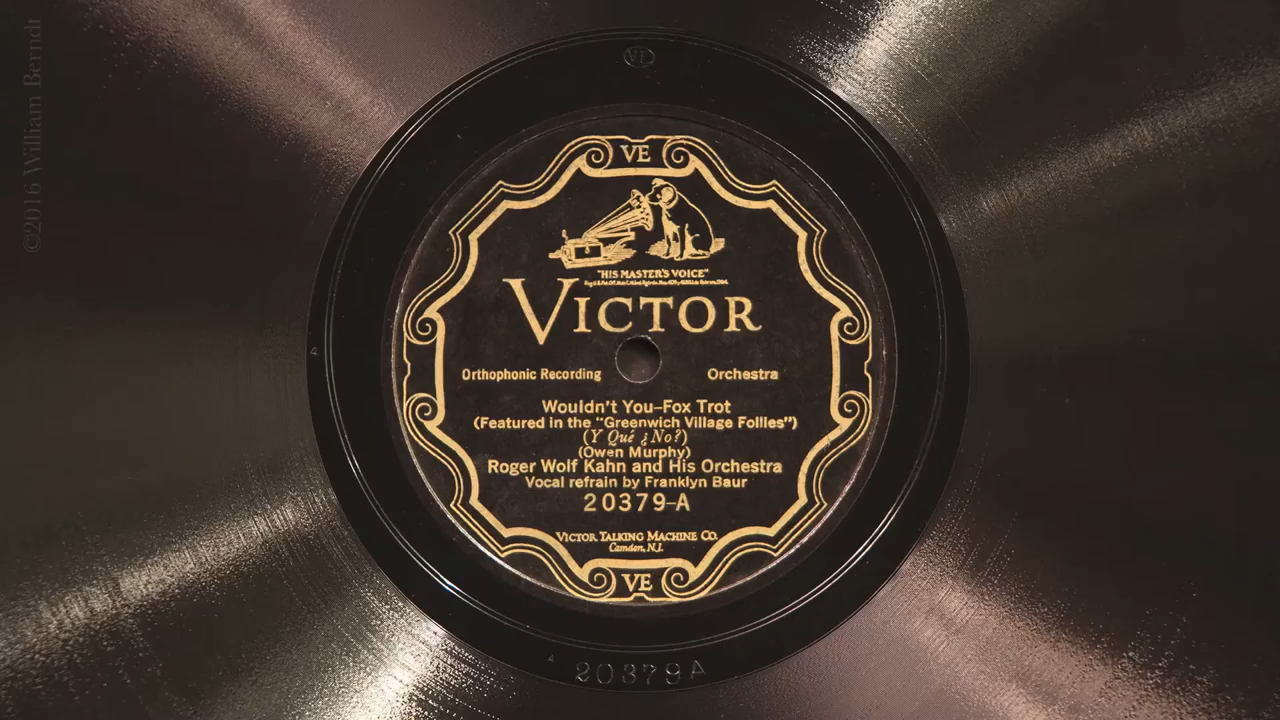 ©2016 William Berndt
VE
VE
"HIS MASTER'S VOICE"
VICTOR
Orthophonic Recording
Orchestra
Wouldn't You–Fox Trot
(Featured in the "Greenwich Village Follies")
(Y Qué ¿No?)
(Owen Murphy)
Roger Wolf Kahn and His Orchestra
Vocal refrain by Franklyn Baur
20379-A
VICTOR TALKING MACHINE CO.
Camden, N.J.
VE
4
4
20379A